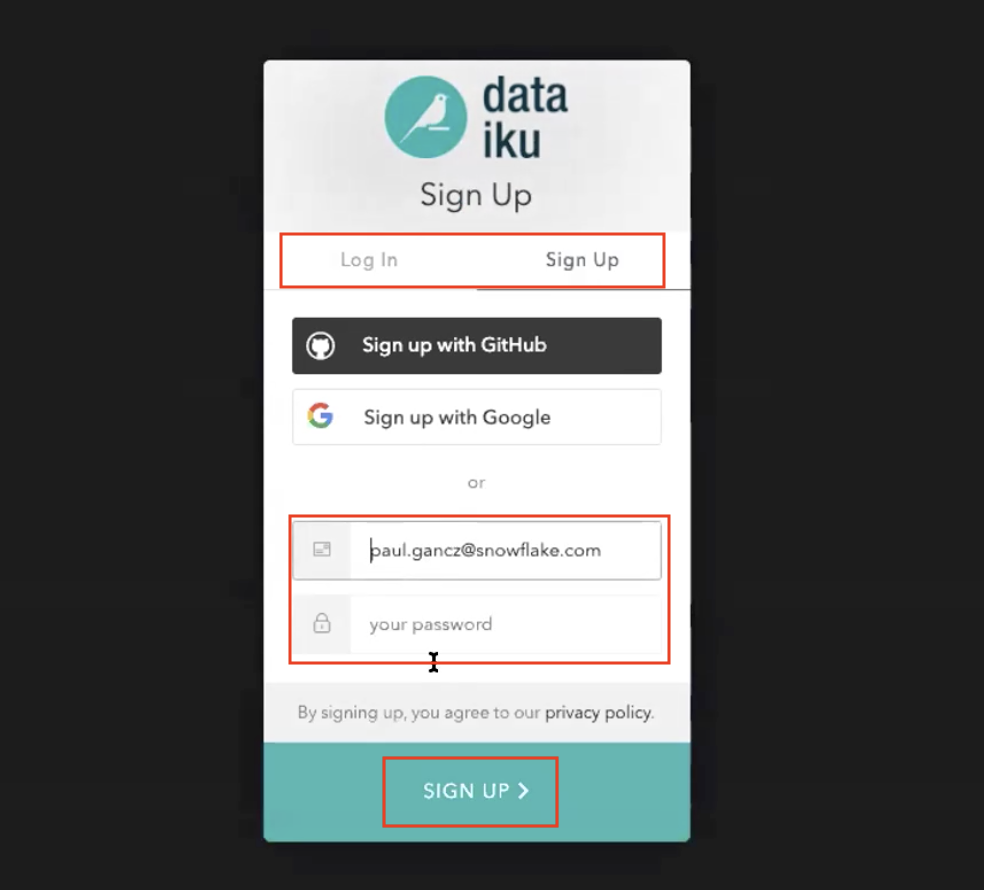 data
iku
Sign Up
Log In Sign Up
Sign up with GitHub
Sign up with Google
or
paul.gancz@snowflake.com
your password
By signing up, you agree to our privacy policy.
SIGN UP >